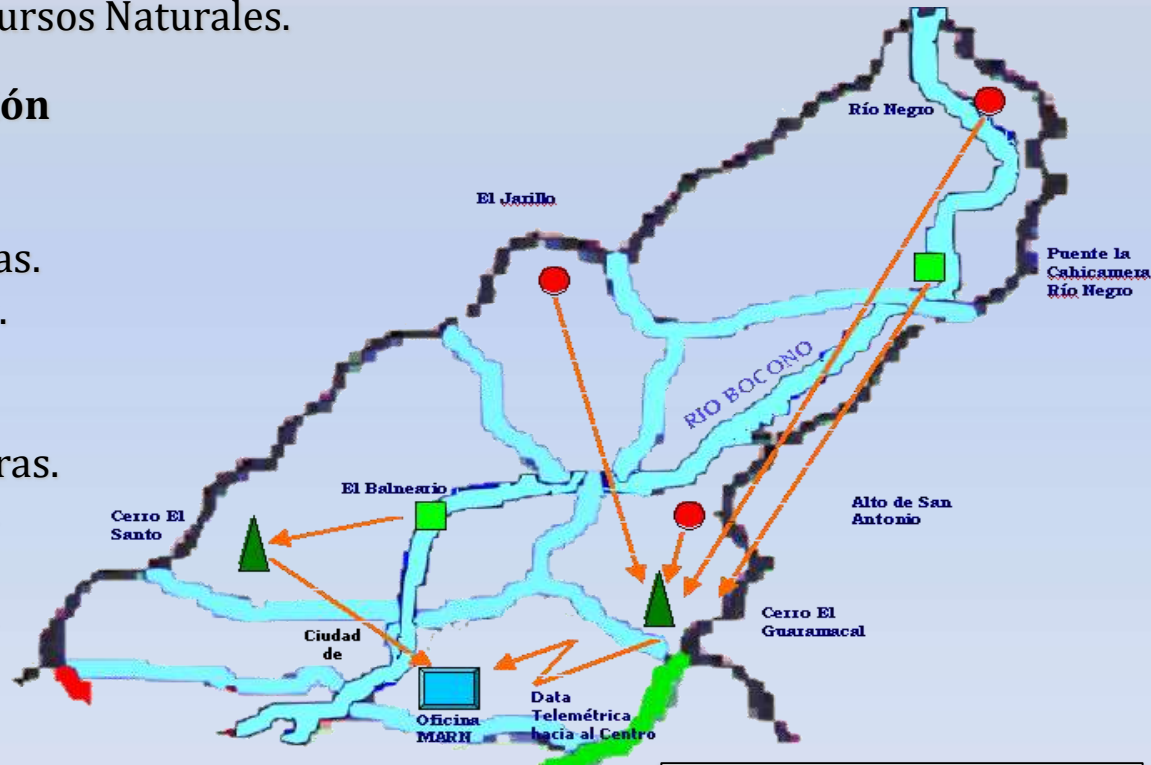 ursos Naturales.
ón
as.
.
ras.
Río Negro
El Jarillo
Puente la
Cahicamera
Río Negro
RIO BOCONO
El Balneario
Cerro El
Santo
Alto de San
Antonio
Cerro El
Guaramacal
Ciudad
de
Data
Telemétrica
hacia al Centro
Oficina
MARN